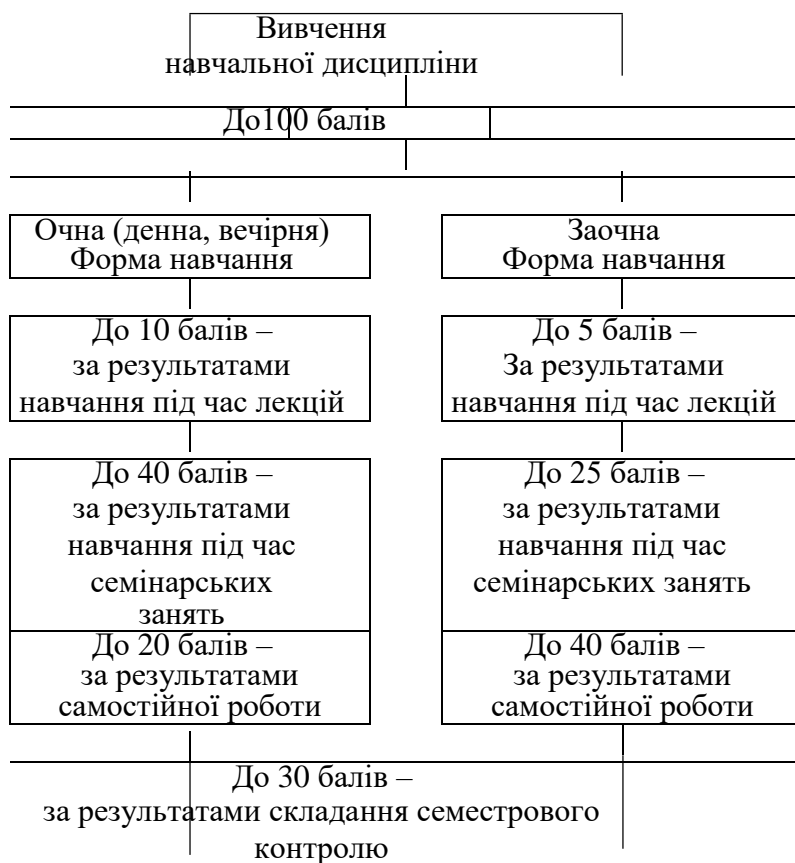 Вивчення
навчальної дисципліни
До100 балів
Очна (денна, вечірня)
Форма навчання
Заочна
Форма навчання
До 10 балів –
за результатами
навчання під час лекцій
До 5 балів –
За результатами
навчання під час лекцій
До 40 балів –
за результатами
навчання під час
семінарських
занять
До 25 балів –
за результатами
навчання під час
семінарських занять
До 20 балів –
за результатами
самостійної роботи
До 40 балів –
за результатами
самостійної роботи
До 30 балів –
за результатами складання семестрового
контролю